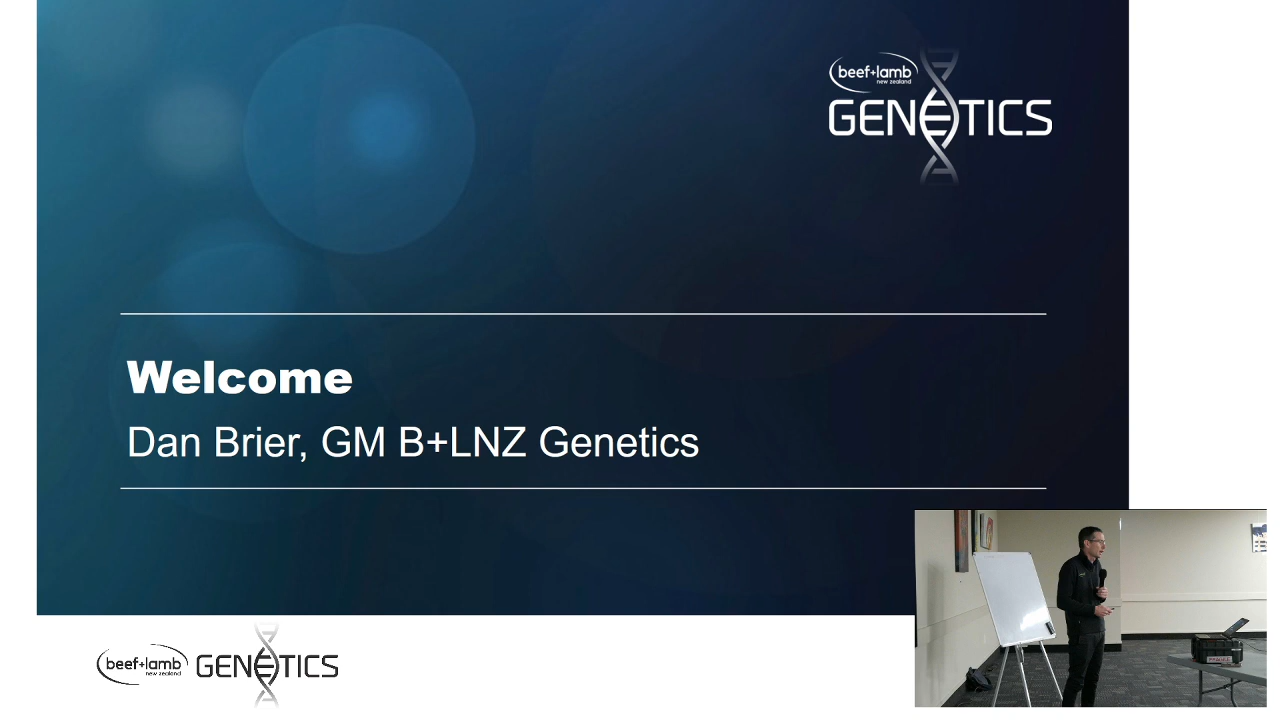 beef+lamb
new zealand
GENETICS
Welcome
Dan Brier, GM B+LNZ Genetics
beef+lamb
new zealand
GENETICS